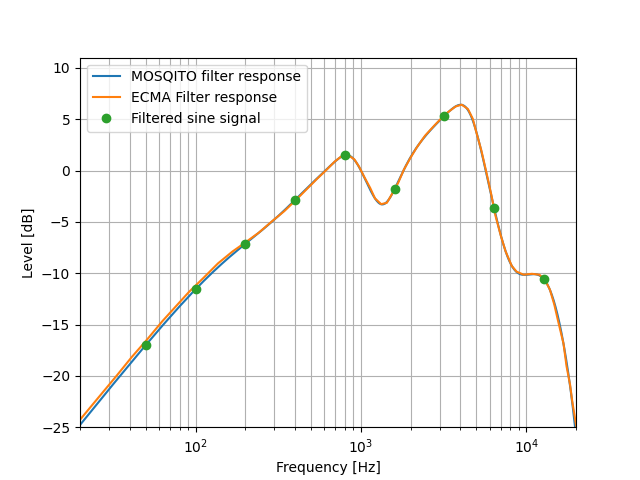 MOSQITO filter response
ECMA Filter response
Filtered sine signal
10
5
0
−5
−10
−15
−20
−25
Level [dB]
10²
10³
10⁴
Frequency [Hz]